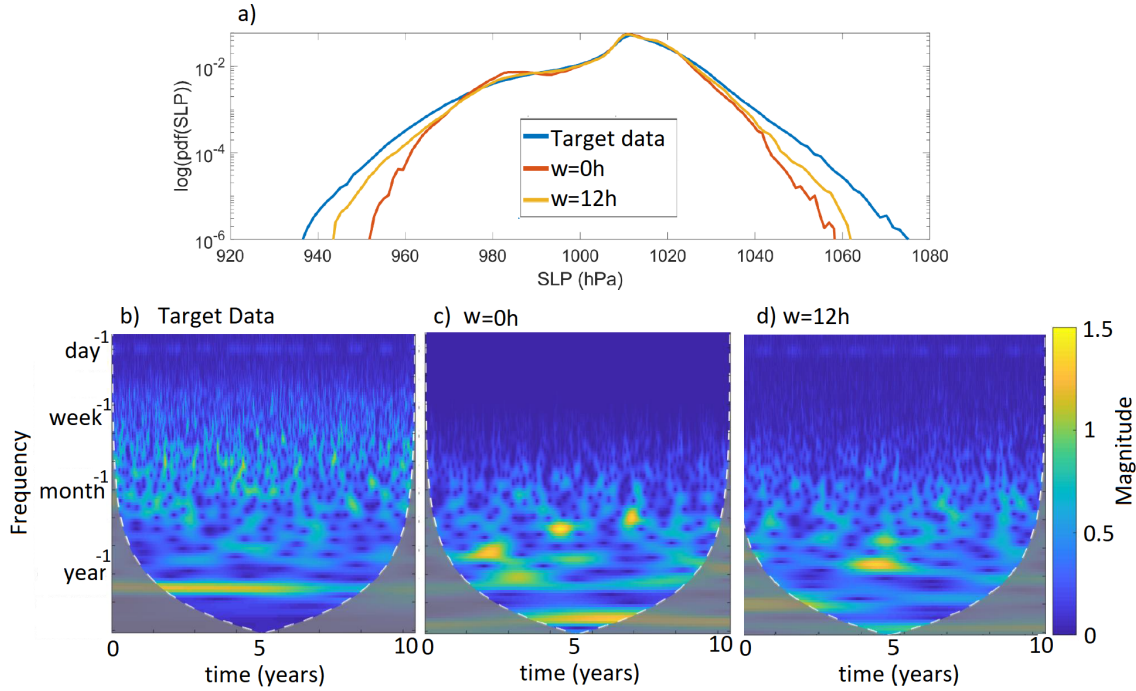 a)
log(pdf(SLP))
10-2
10-4
10-6
Target data
w=0h
w=12h
920 940 960 980 1000 1020 1040 1060 1080
SLP (hPa)
b) Target Data
c) w=0h
d) w=12h
Frequency
day-1
week-1
month-1
year-1
0 5 10
time (years)
0 5 10
time (years)
0 5 10
time (years)
1.5
1
0.5
0
Magnitude